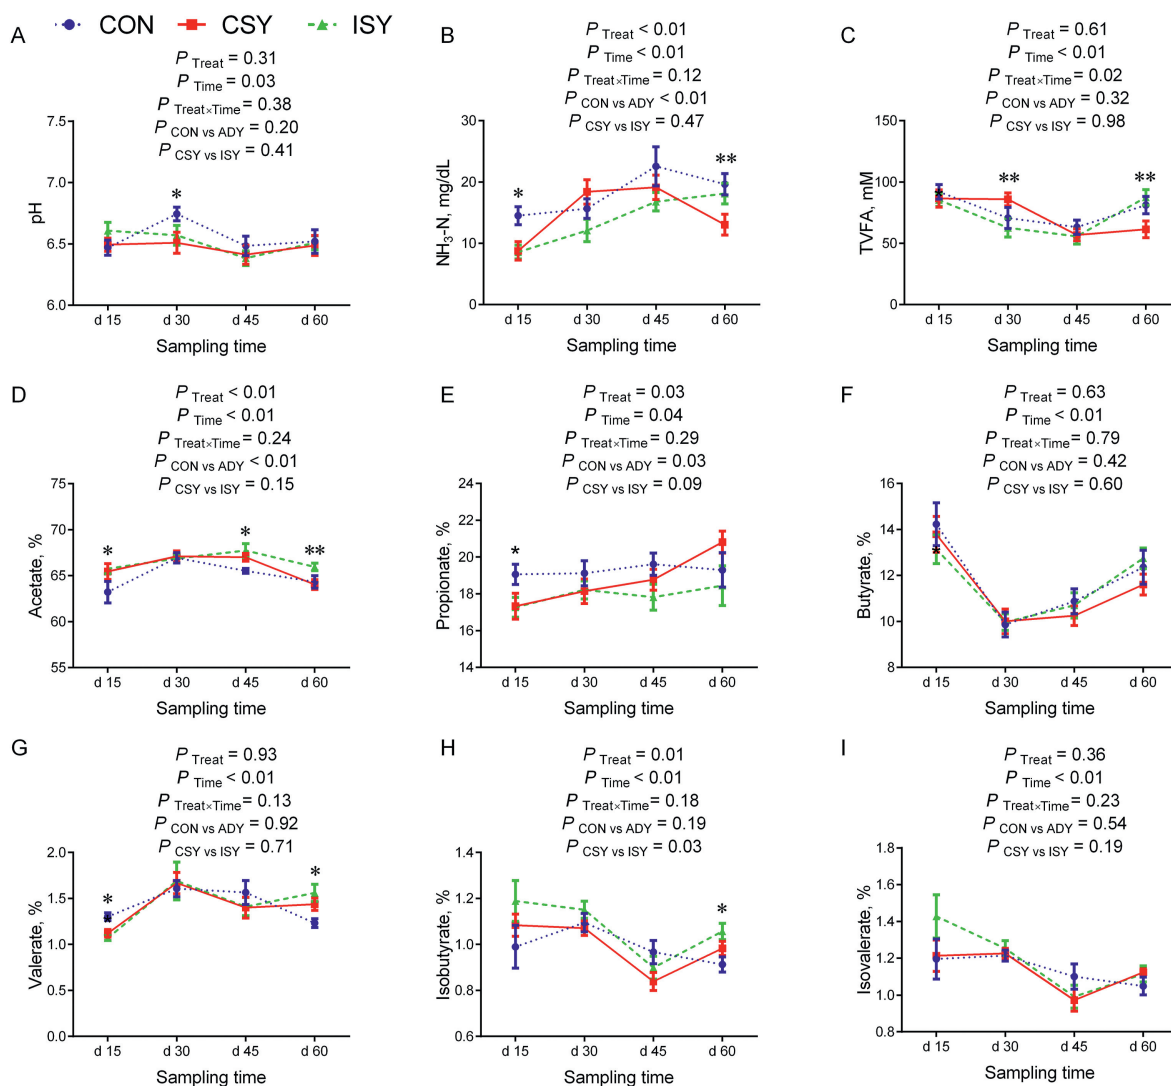 CON CSY ISY
A
P Treat = 0.31
P Time = 0.03
P Treat×Time = 0.38
P CON vs ADY = 0.20
P CSY vs ISY = 0.41
7.5
7.0
6.5
6.0
pH
*
d 15 d 30 d 45 d 60
Sampling time
B
P Treat < 0.01
P Time < 0.01
P Treat×Time = 0.12
P CON vs ADY < 0.01
P CSY vs ISY = 0.47
30
20
10
0
NH3-N, mg/dL
* **
d 15 d 30 d 45 d 60
Sampling time
C
P Treat = 0.61
P Time < 0.01
P Treat×Time = 0.02
P CON vs ADY = 0.32
P CSY vs ISY = 0.98
150
100
50
0
TVFA, mM
* ** **
d 15 d 30 d 45 d 60
Sampling time
D
P Treat < 0.01
P Time < 0.01
P Treat×Time = 0.24
P CON vs ADY < 0.01
P CSY vs ISY = 0.15
75
70
65
60
55
Acetate, %
* * **
d 15 d 30 d 45 d 60
Sampling time
E
P Treat = 0.03
P Time = 0.04
P Treat×Time = 0.29
P CON vs ADY = 0.03
P CSY vs ISY = 0.09
24
22
20
18
16
14
Propionate, %
*
d 15 d 30 d 45 d 60
Sampling time
F
P Treat = 0.63
P Time < 0.01
P Treat×Time = 0.79
P CON vs ADY = 0.42
P CSY vs ISY = 0.60
16
14
12
10
8
Butyrate, %
*
d 15 d 30 d 45 d 60
Sampling time
G
P Treat = 0.93
P Time < 0.01
P Treat×Time = 0.13
P CON vs ADY = 0.92
P CSY vs ISY = 0.71
2.0
1.5
1.0
0.5
0.0
Valerate, %
* *
*
d 15 d 30 d 45 d 60
Sampling time
H
P Treat = 0.01
P Time < 0.01
P Treat×Time = 0.18
P CON vs ADY = 0.19
P CSY vs ISY = 0.03
1.4
1.2
1.0
0.8
0.6
Isobutyrate, %
*
d 15 d 30 d 45 d 60
Sampling time
I
P Treat = 0.36
P Time < 0.01
P Treat×Time = 0.23
P CON vs ADY = 0.54
P CSY vs ISY = 0.19
1.8
1.6
1.4
1.2
1.0
0.8
Isovalerate, %
d 15 d 30 d 45 d 60
Sampling time